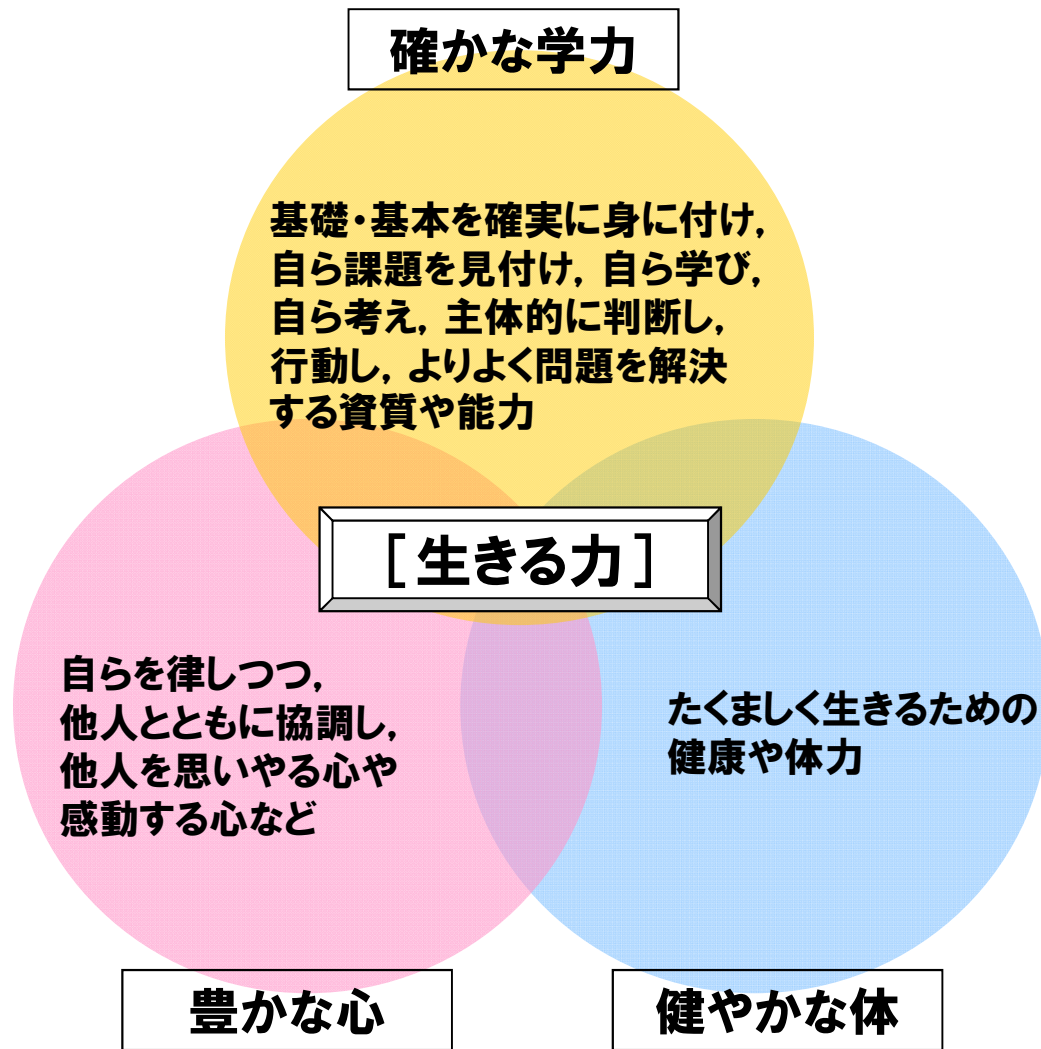 確かな学力
基礎・基本を確実に身に付け,
自ら課題を見付け, 自ら学び,
自ら考え, 主体的に判断し,
行動し, よりよく問題を解決
する資質や能力
[生きる力]
自らを律しつつ,
他人とともに協調し,
他人を思いやる心や
感動する心など
たくましく生きるための
健康や体力
豊かな心
健やかな体